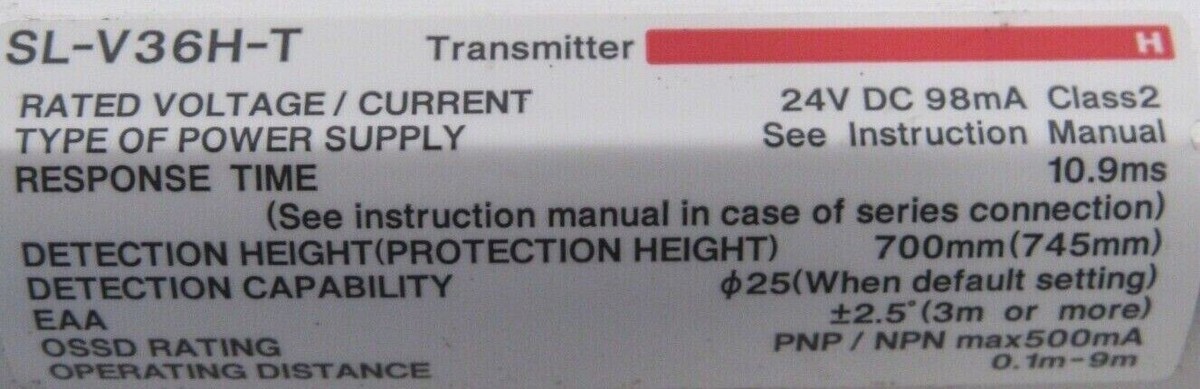 SL-V36H-T Transmitter H
RATED VOLTAGE / CURRENT 24V DC 98mA Class2
TYPE OF POWER SUPPLY See Instruction Manual
RESPONSE TIME 10.9ms
(See instruction manual in case of series connection)
DETECTION HEIGHT(PROTECTION HEIGHT) 700mm(745mm)
DETECTION CAPABILITY ϕ25(When default setting)
EAA ±2.5°(3m or more)
OSSD RATING PNP / NPN max500mA
OPERATING DISTANCE 0.1m-9m